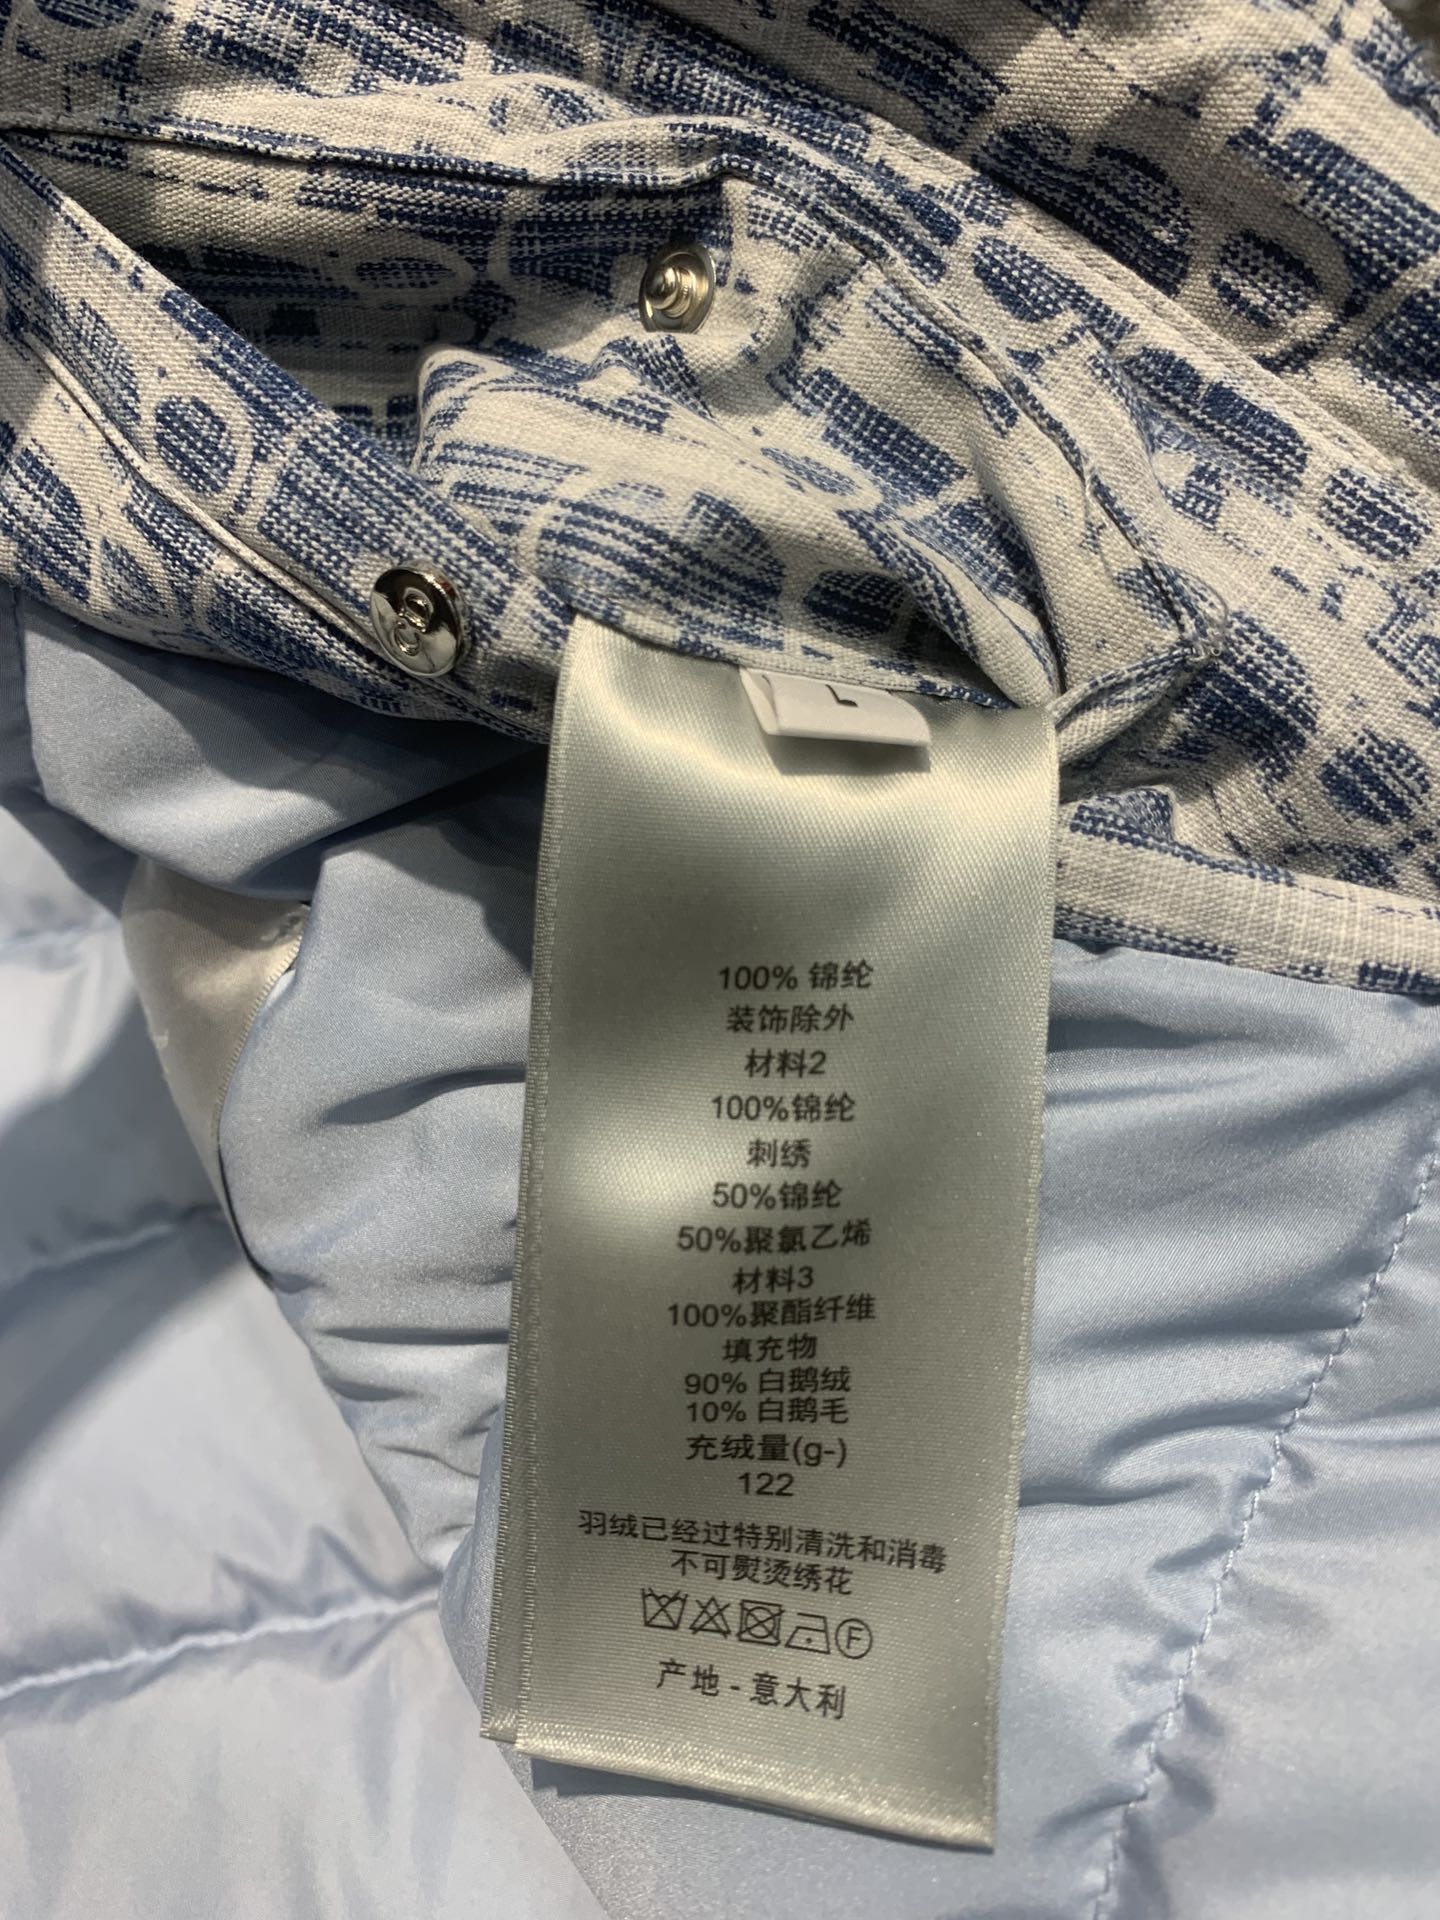 L
100% 锦纶
装饰除外
材料2
100%锦纶
刺绣
50%锦纶
50%聚氯乙烯
材料3
100%聚酯纤维
填充物
90% 白鹅绒
10% 白鹅毛
充绒量(g-)
122
羽绒已经过特别清洗和消毒
不可熨烫绣花
F
产地 - 意大利